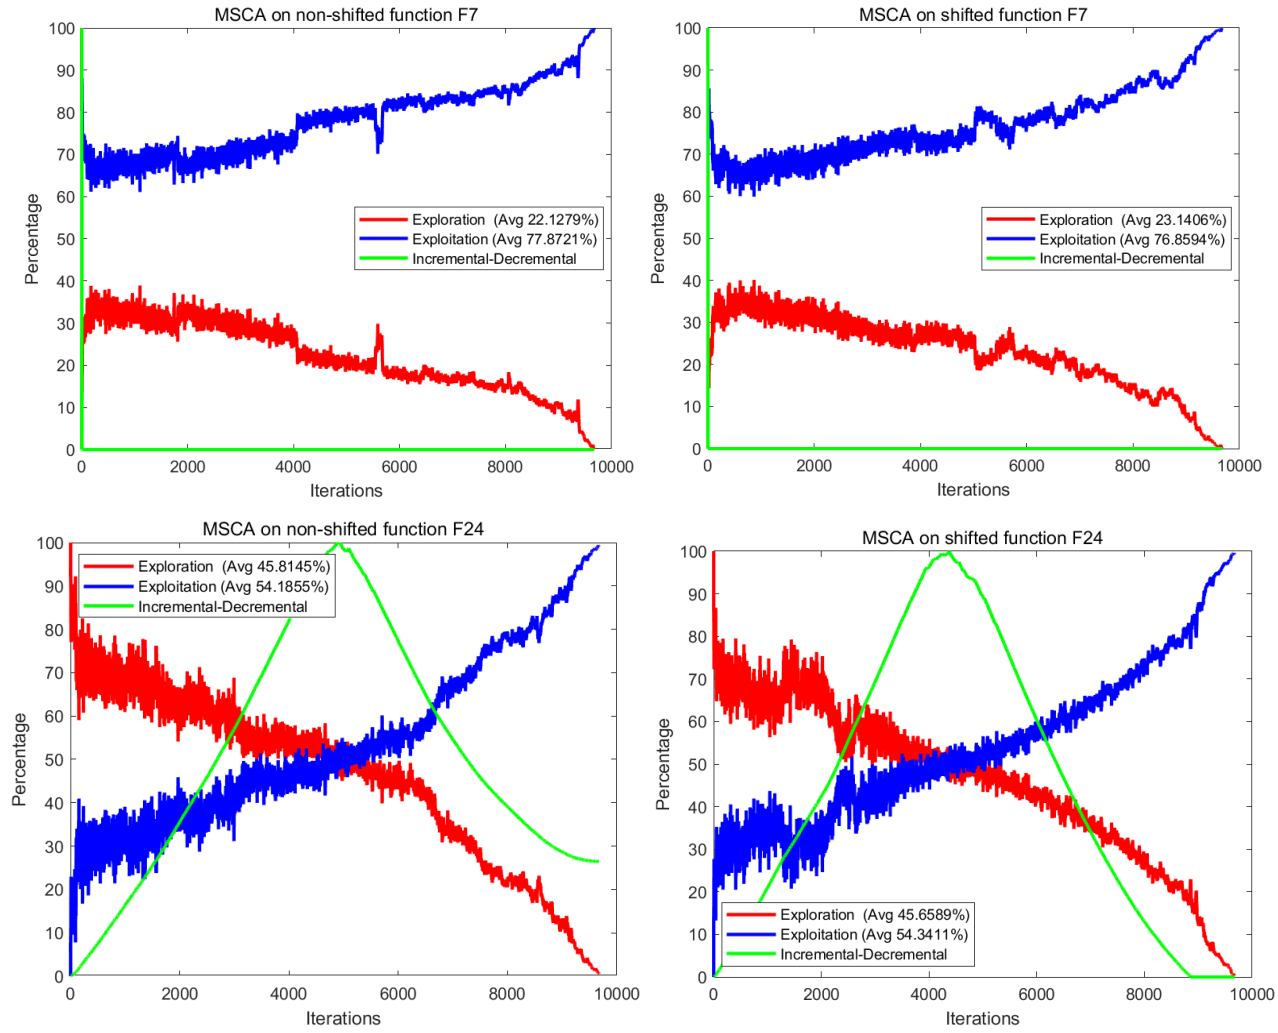 MSCA on non-shifted function F7
100
90
80
70
60
50
40
30
20
10
0
Percentage
Exploration (Avg 22.1279%)
Exploitation (Avg 77.8721%)
Incremental-Decremental
0 2000 4000 6000 8000 10000
Iterations
MSCA on shifted function F7
100
90
80
70
60
50
40
30
20
10
0
Percentage
Exploration (Avg 23.1406%)
Exploitation (Avg 76.8594%)
Incremental-Decremental
0 2000 4000 6000 8000 10000
Iterations
MSCA on non-shifted function F24
100
90
80
70
60
50
40
30
20
10
0
Percentage
Exploration (Avg 45.8145%)
Exploitation (Avg 54.1855%)
Incremental-Decremental
0 2000 4000 6000 8000 10000
Iterations
MSCA on shifted function F24
100
90
80
70
60
50
40
30
20
10
0
Percentage
Exploration (Avg 45.6589%)
Exploitation (Avg 54.3411%)
Incremental-Decremental
0 2000 4000 6000 8000 10000
Iterations